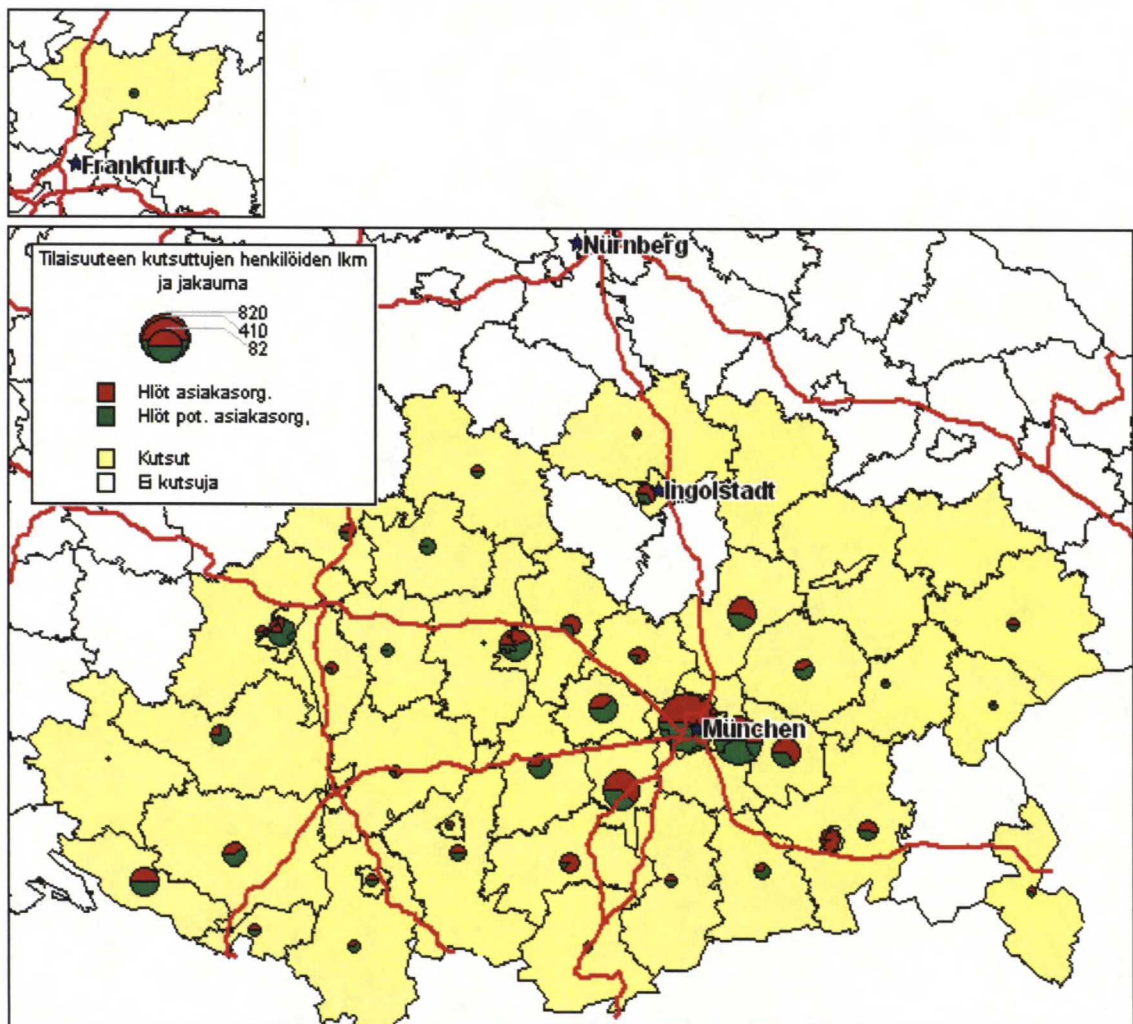 Frankfurt
Nürnberg
Tilaisuuteen kutsuttujen henkilöiden lkm
ja jakauma
820
410
82
Hlöt asiakasorg.
Hlöt pot. asiakasorg,
Kutsut
Ei kutsuja
Ingolstadt
München